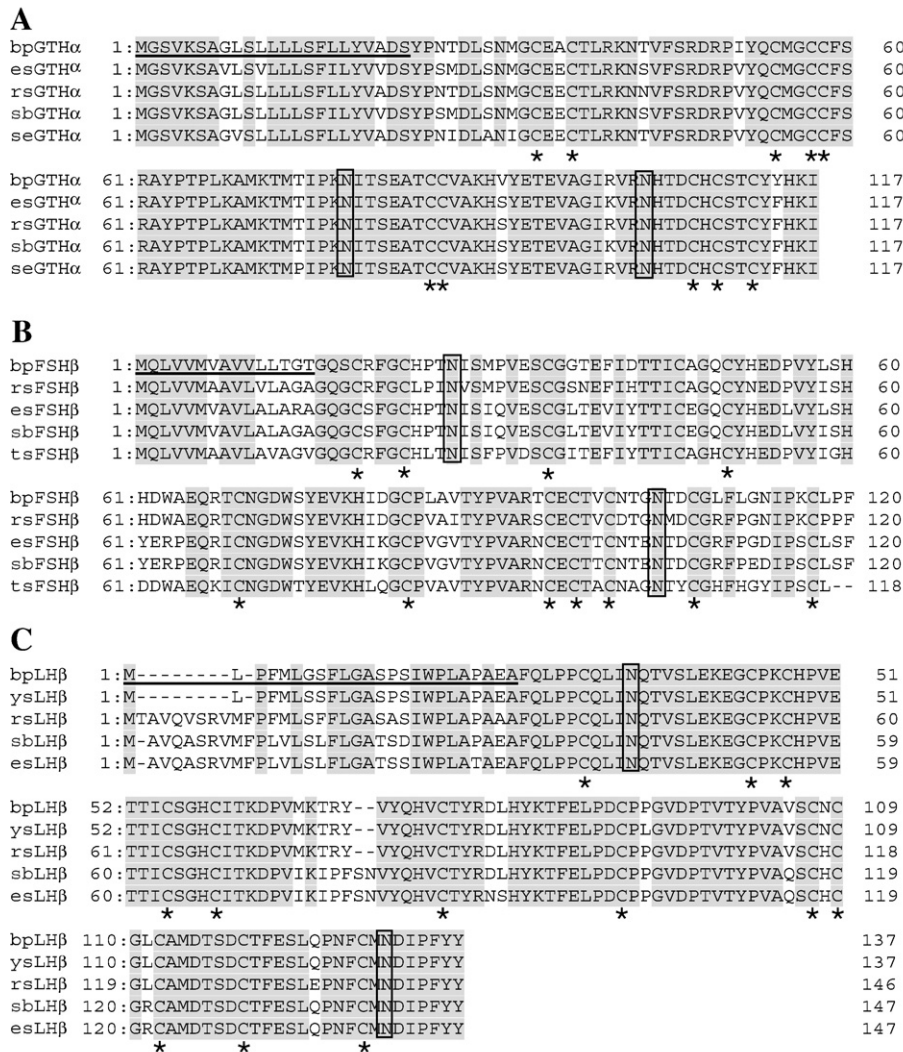 A
bpGTHα 1:MGSVKSAGLSLLLLSFLLYVADSYPNTDLSNMGCEACTLRKNTVFSRDRPIYQCMGCCFS 60
esGTHα 1:MGSVKSAVLSVLLLLSFILYVVDSYPSMDLSNMGCEECTLRKNSVFSRDRPVYQCMGCCFS 60
rsGTHα 1:MGSVKSAGLSLLLLSFLLYVADSYPNTDLSNMGCEECTLRKNNVFSRDRPVYQCMGCCFS 60
sbGTHα 1:MGSVKSAGLSLLLLSFLLYVADSYPSMDLSNMGCEECTLRKNSVFSRDRPVYQCMGCCFS 60
seGTHα 1:MGSVKSAGVSLLLLSFLLYVADSYPNIDLANIGCEECTLRKNSVFSRDRPVYQCMGCCFS 60
* * * **
bpGTHα 61:RAYPTPLKAMKTMTIPKNITSEATCCVAKHVYETEVAGIRVRNHTDCHCSTCYYHKI 117
esGTHα 61:RAYPTPLKAMKTMTIPKNITSEATCCVAKHSYETEVAGIKVRNHTDCHCSTCYFHKI 117
rsGTHα 61:RAYPTPLKAMKTMTIPKNITSEATCCVAKHSYETEVAGIRVRNHTDCHCSTCYFHKI 117
sbGTHα 61:RAYPTPLKAMKTMTIPKNITSEATCCVAKHSYETEVAGIRVRNHTDCHCSTCYFHKI 117
seGTHα 61:RAYPTPLKAMKTMPIPKNITSEATCCVAKHSYETEVAGIRVRNHTDCHCSTCYFHKI 117
** * * *
B
bpFSHβ 1:MQLVVMVAVVLLTGTGQSCRFGCHPTNISMPVESCGGTEFIDTTICAGQCYHEDPVYLSH 60
rsFSHβ 1:MQLVVMAAVLVLAGAGQGCRFGCLPINVSMPVESCGSNEFIHTTICAGQCYHEDPVYLSH 60
esFSHβ 1:MQLVVMAAVLALARAGQGCSFGCHPTNISIQVESCGLTEVIYTTICEGQCYHEDLVYLSH 60
sbFSHβ 1:MQLVVMAAVLALAGAGQGCSFGCHPTNISIQVESCGLTEVIYTTICEGQCYHEDLVYISH 60
tsFSHβ 1:MQLVVMAAVLAVAGVGQGCRFGCHLTNISFPVDSCGITEFIYTTICAGHCYHEDPVYIGH 60
* * * *
bpFSHβ 61:HDWAEQRTCNGDWSYEVKHIDGCPLAVTYPVARTCECTVCNTGNTDCGLFLGNIPKCLPF 120
rsFSHβ 61:HDWAEQRTCNGDWSYEVKHIDGCPVAITYPVARSCECTVCDTGNMDCGRFPGNIPKCPPF 120
esFSHβ 61:YERPEQRICNGDWSYEVKHIKGCPVGVTYPVARNCECTTCNTENTDCGRFPGDIPSCLSF 120
sbFSHβ 61:YERPEQRICNGDWSYEVKHIKGCPVGVTYPVARNCECTTCNTENTDCGRFPEDIPSCLSF 120
tsFSHβ 61:DDWAEQKICNGDWTYEVKHLQGCPVAVTYPVARNCECTACNAGNTYCGHFHGYIPSCL-- 118
* * * * * * *
C
bpLHβ 1:M--------L-PFMLGSFLGASPSIWPLAPAEAFQLPPCQLINQTVSLEKEGCPKCHPVE 51
ysLHβ 1:M--------L-PFMLSSFLGASPSIWPLAPAEAFQLPPCQLINQTVSLEKEGCPKCHPVE 51
rsLHβ 1:MTAVQVSRVMFPFMLSFFLGASASIWPLAPAAAFQLPPCQLINQTVSLEKEGCPKCHPVE 60
sbLHβ 1:M-AVQASRVMFPLVLSLFLGATSDIWPLAPAEAFQLPPCQLINQTVSLEKEGCPKCHPVE 59
esLHβ 1:M-AVQASRVMFPLVLSLFLGATSSIWPLATAEAFQLPPCQLINQTVSLEKEGCPKCHPVE 59
* * *
bpLHβ 52:TTICSGHCITKDPVMKTRY--VYQHVCTYRDLHYKTFELPDCPPGVDPTVTYPVAVSCNC 109
ysLHβ 52:TTICSGHCITKDPVMKTRY--VYQHVCTYRDLHYKTFELPDCPLGVDPTVTYPVAVSCNC 109
rsLHβ 61:TTICSGHCITKDPVMKTRY--VYQHVCTYRDLHYKTFELPDCPPGVDPTVTYPVAVSCHC 118
sbLHβ 60:TTICSGHCITKDPVIKIPFSNVYQHVCTYRDLHYKTFELPDCPPGVDPTVTYPVAQSCHC 119
esLHβ 60:TTICSGHCITKDPVIKIPFSNVYQHVCTYRNSHYKTFELPDCPPGVDPTVTYPVAQSCHC 119
* * * * * *
bpLHβ 110:GLCAMDTSDCTFESLQPNFCMNDIPFYY 137
ysLHβ 110:GLCAMDTSDCTFESLQPNFCMNDIPFYY 137
rsLHβ 119:GLCAMDTSDCTFESLEPNFCMNDIPFYY 146
sbLHβ 120:GRCAMDTSDCTFESLQPNFCMNDIPFYY 147
esLHβ 120:GRCAMDTSDCTFESLQPNFCMNDIPFYY 147
* * *